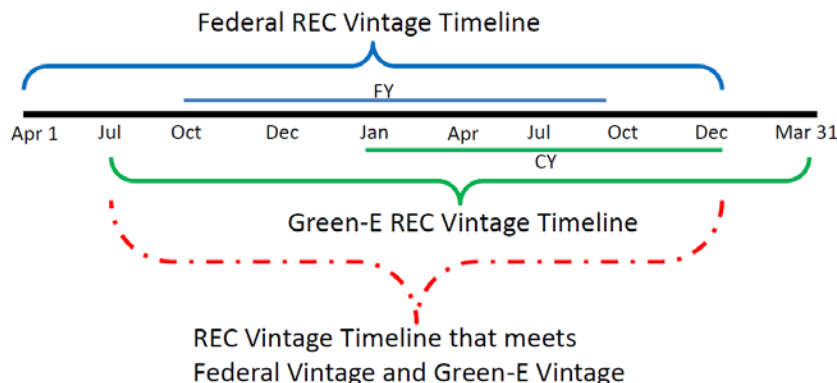 Federal REC Vintage Timeline
FY
Apr 1 Jul Oct Dec Jan Apr Jul Oct Dec Mar 31
CY
Green-E REC Vintage Timeline
REC Vintage Timeline that meets
Federal Vintage and Green-E Vintage